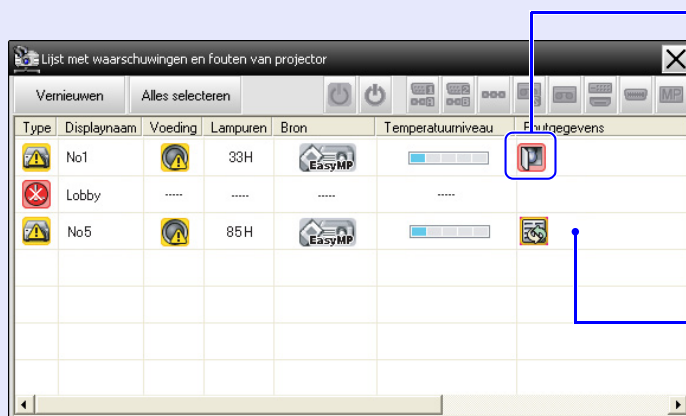 Lijst met waarschuwingen en fouten van projector
Vernieuwen Alles selecteren MP
Type Displaynaam Voeding Lampuren Bron Temperatuurniveau Foutgegevens
No1 33H EasyMP
Lobby ----- ----- ----- -----
No5 85H EasyMP